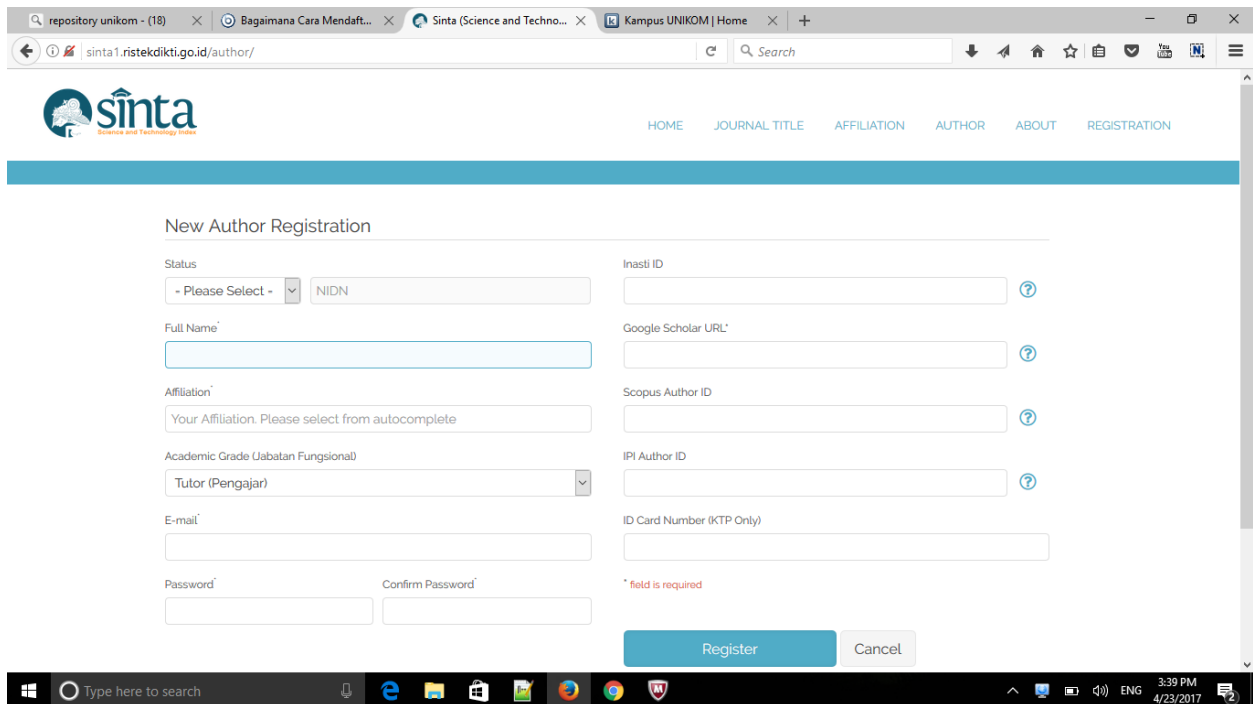 repository unikom - (18)
Bagaimana Cara Mendaft...
Sinta (Science and Techno...
Kampus UNIKOM | Home
sinta1.ristekdikti.go.id/author/
Search
You Tube
sinta
Science and Technology Index
HOME
JOURNAL TITLE
AFFILIATION
AUTHOR
ABOUT
REGISTRATION
New Author Registration
Status
- Please Select -
NIDN
Full Name*
Affiliation*
Your Affiliation. Please select from autocomplete
Academic Grade (Jabatan Fungsional)
Tutor (Pengajar)
E-mail*
Password*
Confirm Password*
Inasti ID
Google Scholar URL*
Scopus Author ID
IPI Author ID
ID Card Number (KTP Only)
* field is required
Register
Cancel
Type here to search
ENG
3:39 PM
4/23/2017
2